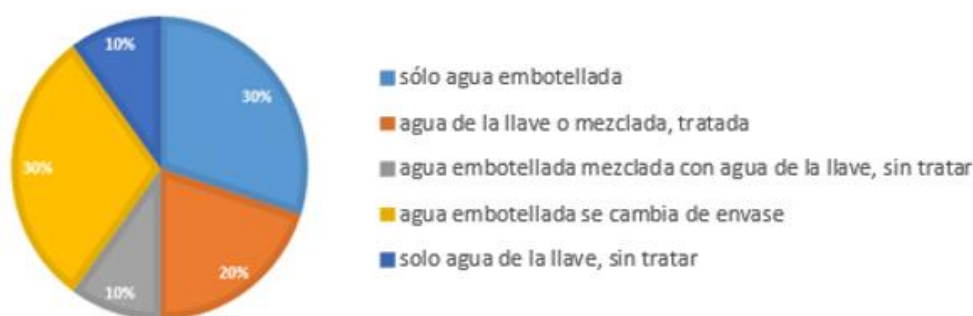 10%
30%
30%
10%
20%
sólo agua embotellada
agua de la llave o mezclada, tratada
agua embotellada mezclada con agua de la llave, sin tratar
agua embotellada se cambia de envase
solo agua de la llave, sin tratar